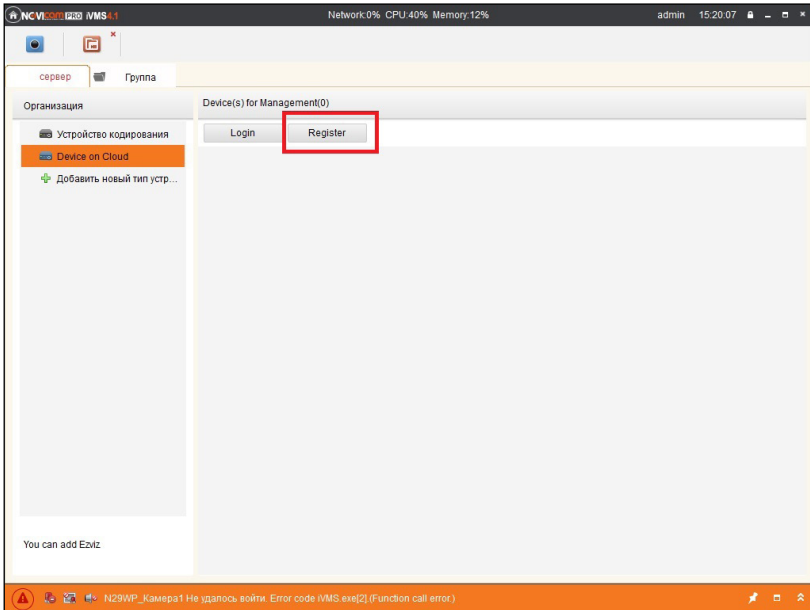 NOVIcom PRO iVMS4.1 Network:0% CPU:40% Memory:12% admin 15:20:07
сервер Группа
Организация Device(s) for Management(0)
Устройство кодирования Login Register
Device on Cloud
Добавить новый тип устр...
You can add Ezviz
N29WP_Камера1 Не удалось войти. Error code iVMS.exe[2].(Function call error.)